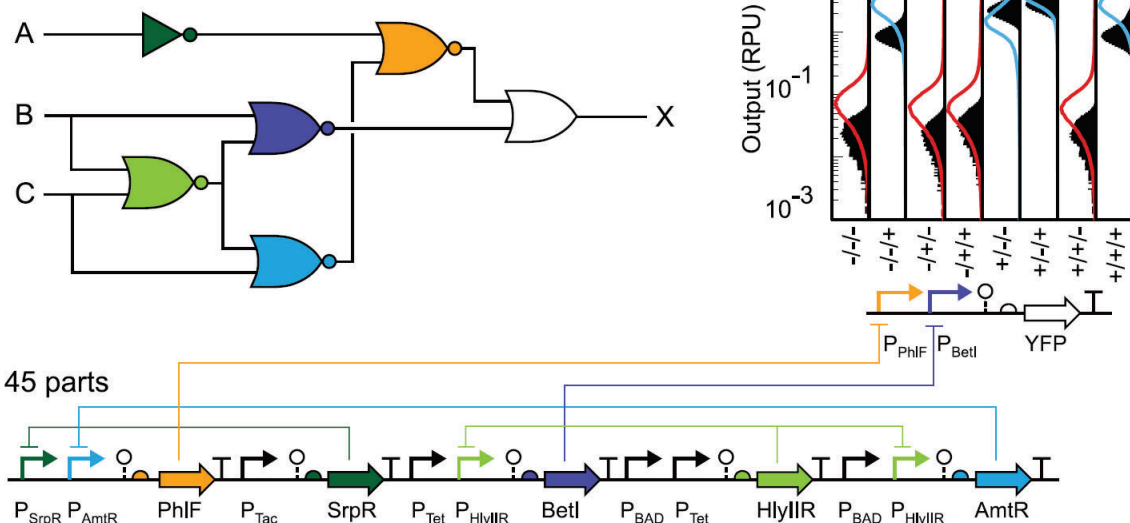 A
B
C
X
Output (RPU)
10⁻¹
10⁻³
-/-/-
-/-/+
-/+/-
-/+/+
+/-/-
+/-/+
+/+/-
+/+/+
P_PhlF P_BetI YFP
45 parts
P_SrpR P_AmtR PhlF P_Tac SrpR P_Tet P_HlyIIR BetI P_BAD P_Tet HlyIIR P_BAD P_HlyIIR AmtR